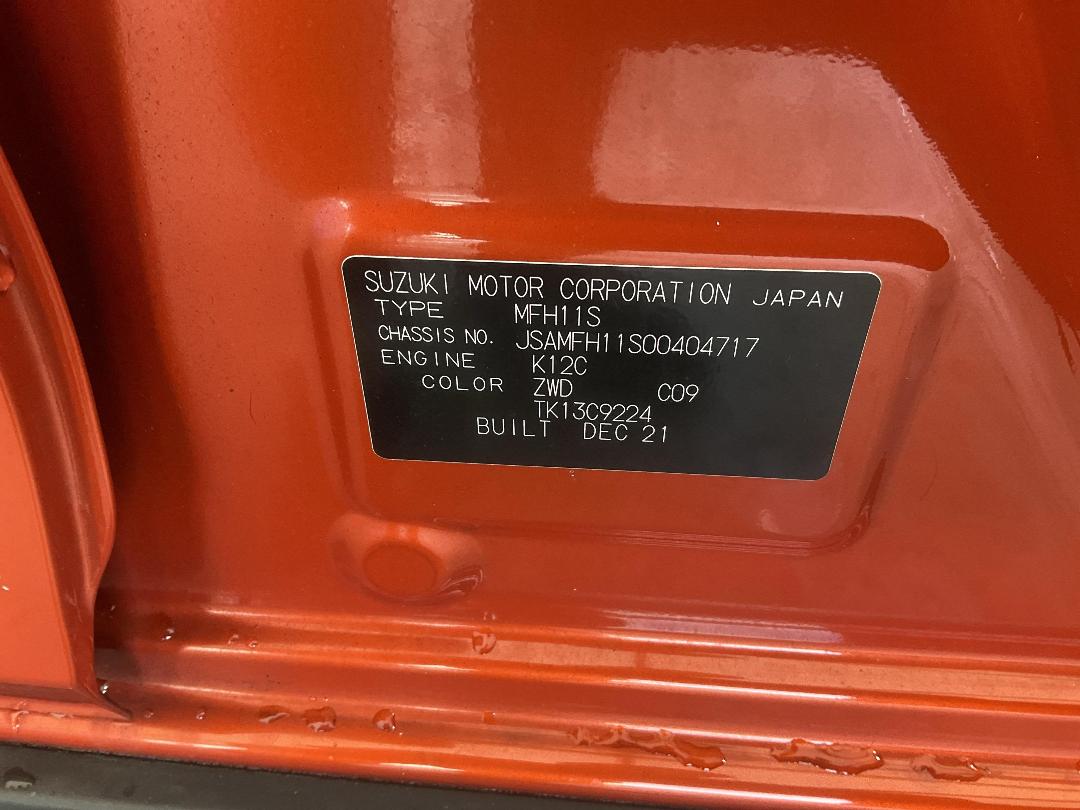 SUZUKI MOTOR CORPORATION JAPAN
TYPE MFH11S
CHASSIS NO. JSAMFH11S00404717
ENGINE K12C
COLOR ZWD C09
TK13C9224
BUILT DEC 21